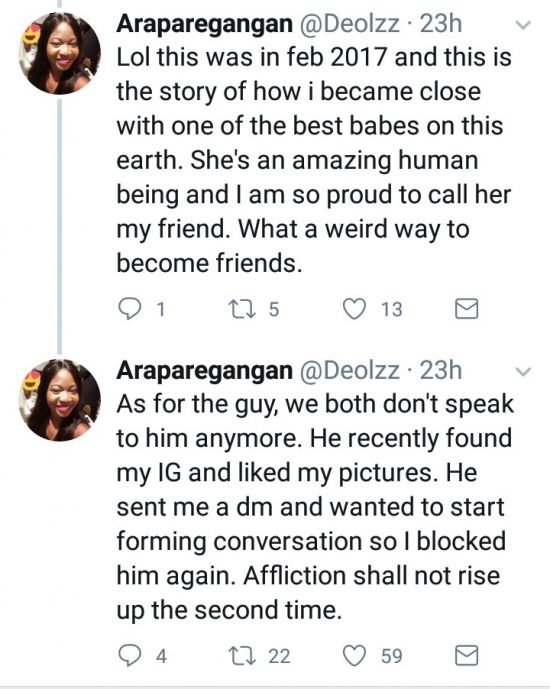 Araparegangan @Deolzz · 23h
Lol this was in feb 2017 and this is
the story of how i became close
with one of the best babes on this
earth. She's an amazing human
being and I am so proud to call her
my friend. What a weird way to
become friends.
1 5 13
Araparegangan @Deolzz · 23h
As for the guy, we both don't speak
to him anymore. He recently found
my IG and liked my pictures. He
sent me a dm and wanted to start
forming conversation so I blocked
him again. Affliction shall not rise
up the second time.
4 22 59